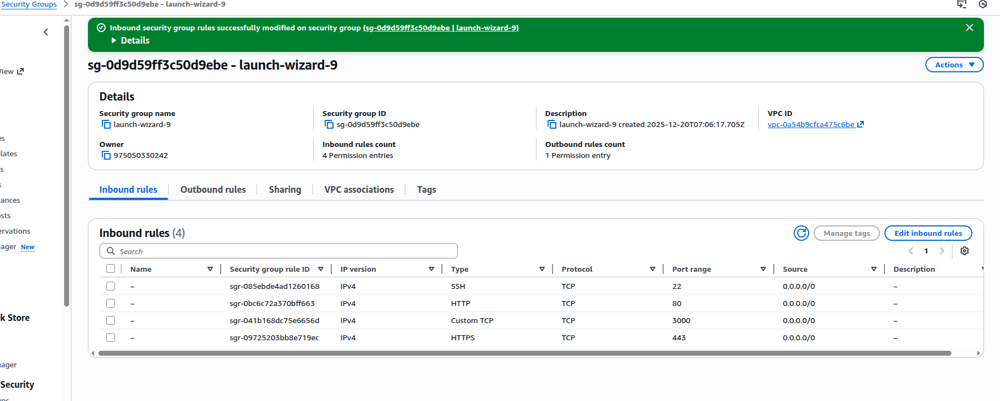 Security Groups > sg-0d9d59ff3c50d9ebe - launch-wizard-9
Inbound security group rules successfully modified on security group (sg-0d9d59ff3c50d9ebe | launch-wizard-9)
Details
sg-0d9d59ff3c50d9ebe - launch-wizard-9
Actions
Details
Security group name
launch-wizard-9
Security group ID
sg-0d9d59ff3c50d9ebe
Description
launch-wizard-9 created 2025-12-20T07:06:17.705Z
VPC ID
vpc-0a54b9cfca475c6be
Owner
975050330242
Inbound rules count
4 Permission entries
Outbound rules count
1 Permission entry
Inbound rules Outbound rules Sharing VPC associations Tags
Inbound rules (4)
Manage tags
Edit inbound rules
Search
1
Name Security group rule ID IP version Type Protocol Port range Source Description
– sgr-085ebde4ad1260168 IPv4 SSH TCP 22 0.0.0.0/0 –
– sgr-0bc6c72a370bff663 IPv4 HTTP TCP 80 0.0.0.0/0 –
– sgr-041b168dc75e6656d IPv4 Custom TCP TCP 3000 0.0.0.0/0 –
– sgr-09725203bb8e719ec IPv4 HTTPS TCP 443 0.0.0.0/0 –
View
es
lates
s
s
ances
osts
ervations
ager New
k Store
ager
Security